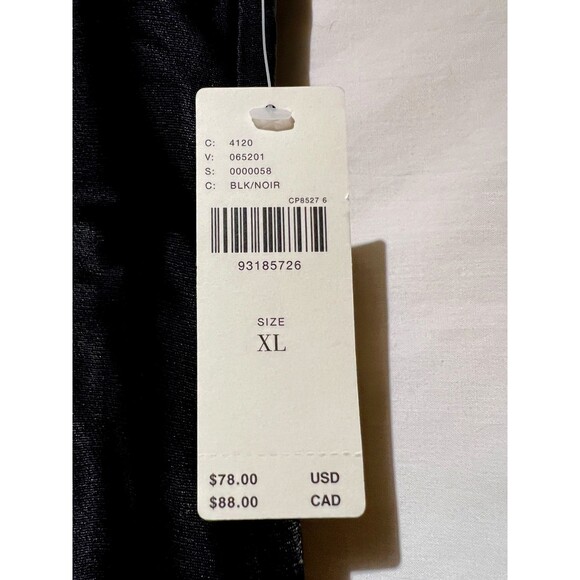 C: 4120
V: 065201
S: 0000058
C: BLK/NOIR
CP8527 6
93185726
SIZE
XL
$78.00 USD
$88.00 CAD